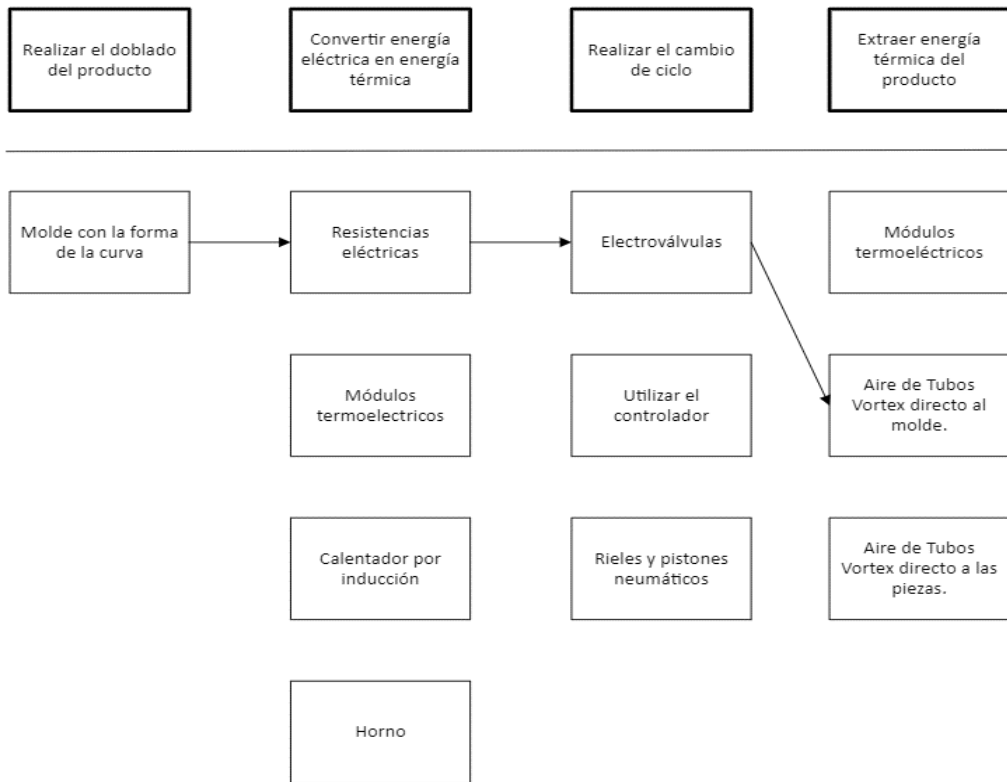 Realizar el doblado
del producto
Convertir energía
eléctrica en energía
térmica
Realizar el cambio
de ciclo
Extraer energía
térmica del
producto
Molde con la forma
de la curva
Resistencias
eléctricas
Electroválvulas
Módulos
termoeléctricos
Módulos
termoelectricos
Utilizar el
controlador
Aire de Tubos
Vortex directo al
molde.
Calentador por
inducción
Rieles y pistones
neumáticos
Aire de Tubos
Vortex directo a las
piezas.
Horno